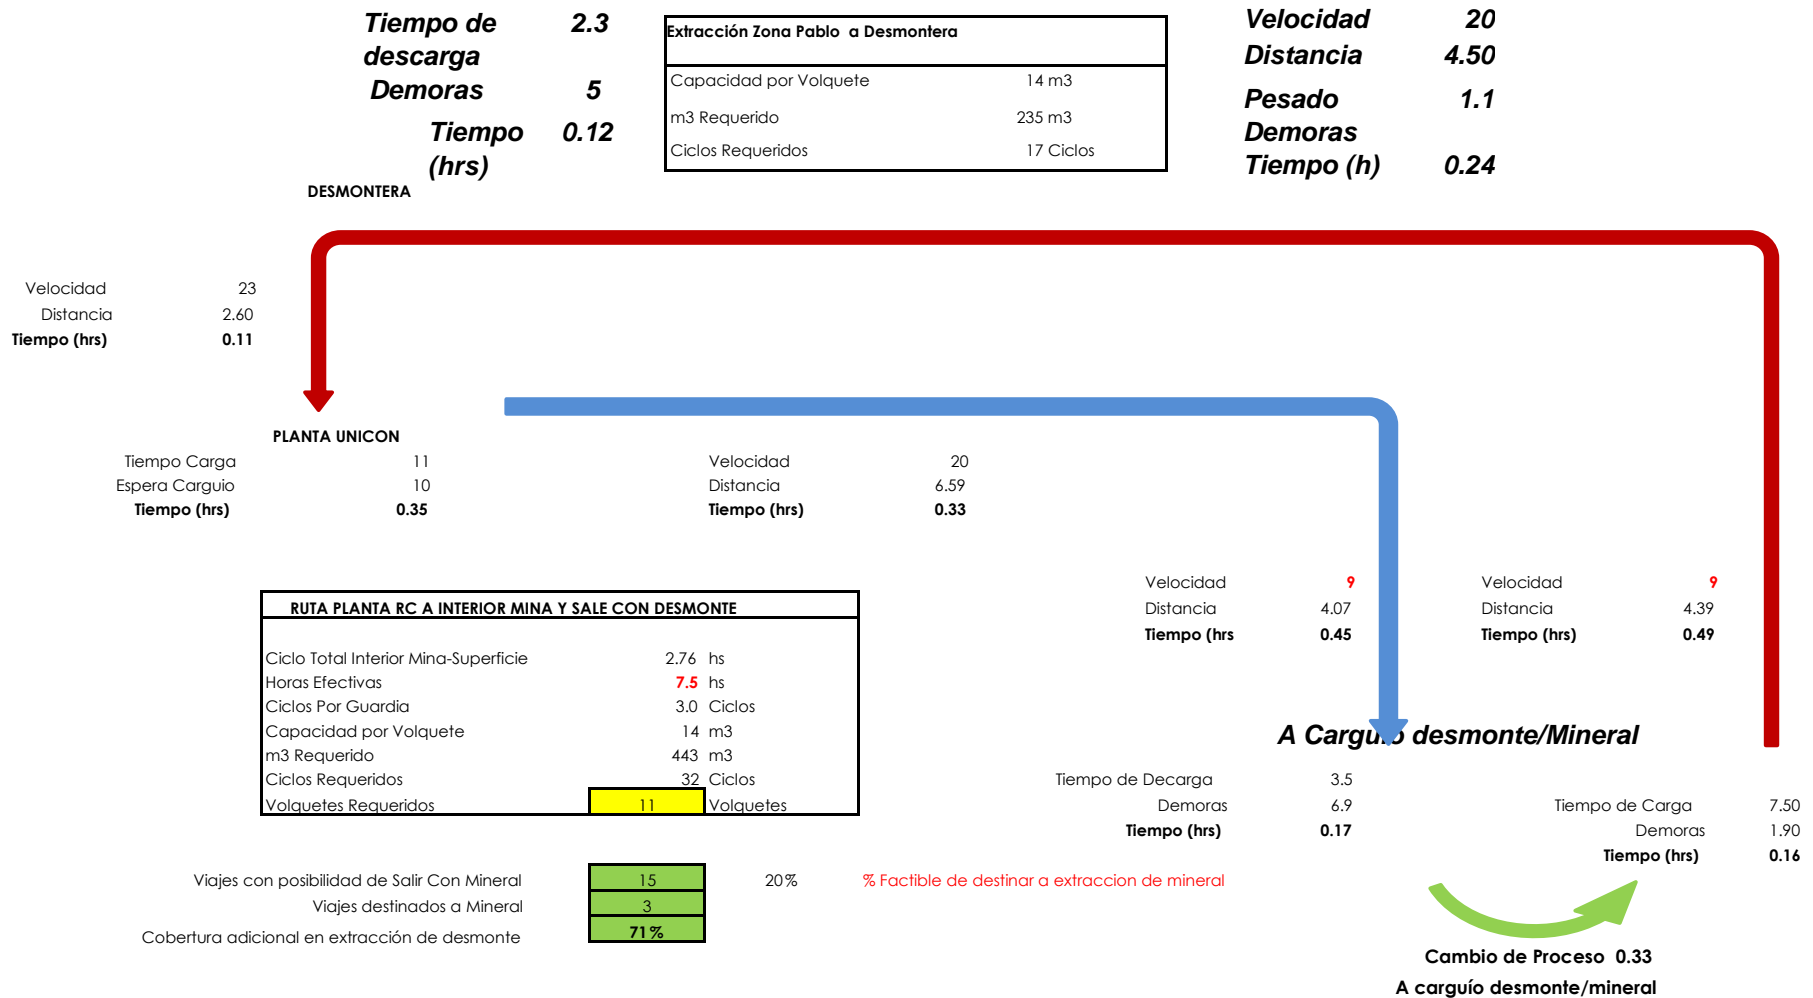 Tiempo de 2.3
descarga
Demoras 5
Tiempo 0.12
(hrs)
DESMONTERA
Extracción Zona Pablo a Desmontera
Capacidad por Volquete 14 m3
m3 Requerido 235 m3
Ciclos Requeridos 17 Ciclos
Velocidad 20
Distancia 4.50
Pesado 1.1
Demoras
Tiempo (h) 0.24
Velocidad 23
Distancia 2.60
Tiempo (hrs) 0.11
PLANTA UNICON
Tiempo Carga 11
Espera Carguio 10
Tiempo (hrs) 0.35
Velocidad 20
Distancia 6.59
Tiempo (hrs) 0.33
Velocidad 9
Distancia 4.07
Tiempo (hrs 0.45
Velocidad 9
Distancia 4.39
Tiempo (hrs) 0.49
RUTA PLANTA RC A INTERIOR MINA Y SALE CON DESMONTE
Ciclo Total Interior Mina-Superficie 2.76 hs
Horas Efectivas 7.5 hs
Ciclos Por Guardia 3.0 Ciclos
Capacidad por Volquete 14 m3
m3 Requerido 443 m3
Ciclos Requeridos 32 Ciclos
Volquetes Requeridos 11 Volquetes
A Carguío desmonte/Mineral
Tiempo de Decarga 3.5
Demoras 6.9
Tiempo (hrs) 0.17
Tiempo de Carga 7.50
Demoras 1.90
Tiempo (hrs) 0.16
Viajes con posibilidad de Salir Con Mineral 15 20% % Factible de destinar a extraccion de mineral
Viajes destinados a Mineral 3
Cobertura adicional en extracción de desmonte 71%
Cambio de Proceso 0.33
A carguío desmonte/mineral